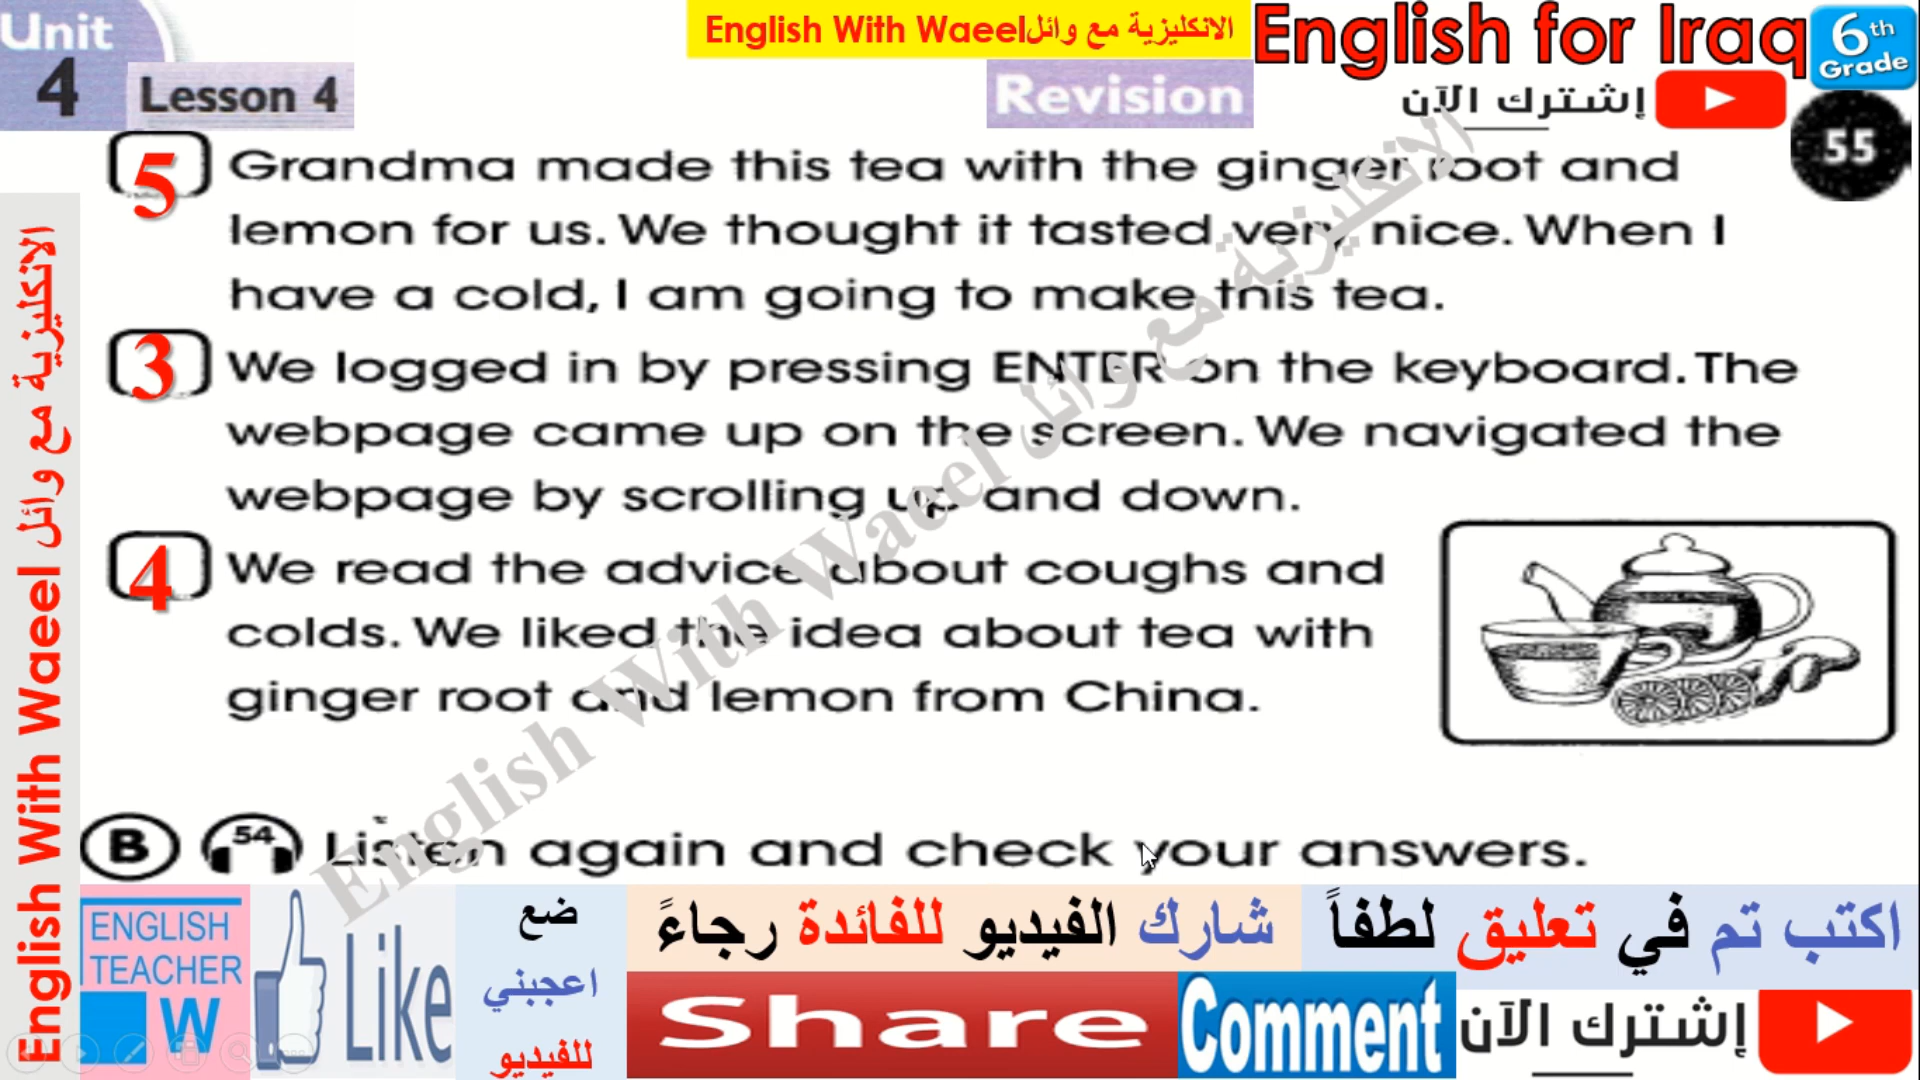 Unit
4
Lesson 4
English With Waeelالانكليزية مع وائل
Revision
English for Iraq
6th
Grade
إشترك الآن
55
5 Grandma made this tea with the ginger root and
lemon for us. We thought it tasted very nice. When I
have a cold, I am going to make this tea.
3 We logged in by pressing ENTER on the keyboard. The
webpage came up on the screen. We navigated the
webpage by scrolling up and down.
4 We read the advice about coughs and
colds. We liked the idea about tea with
ginger root and lemon from China.
B 54 Listen again and check your answers.
English With Waeel الانكليزية مع وائل
English With Waeel الانكليزية مع وائل
ENGLISH
TEACHER
W
Like
ضع
اعجبني
للفيديو
شارك الفيديو للفائدة رجاءً
Share
اكتب تم في تعليق لطفاً
Comment
إشترك الآن